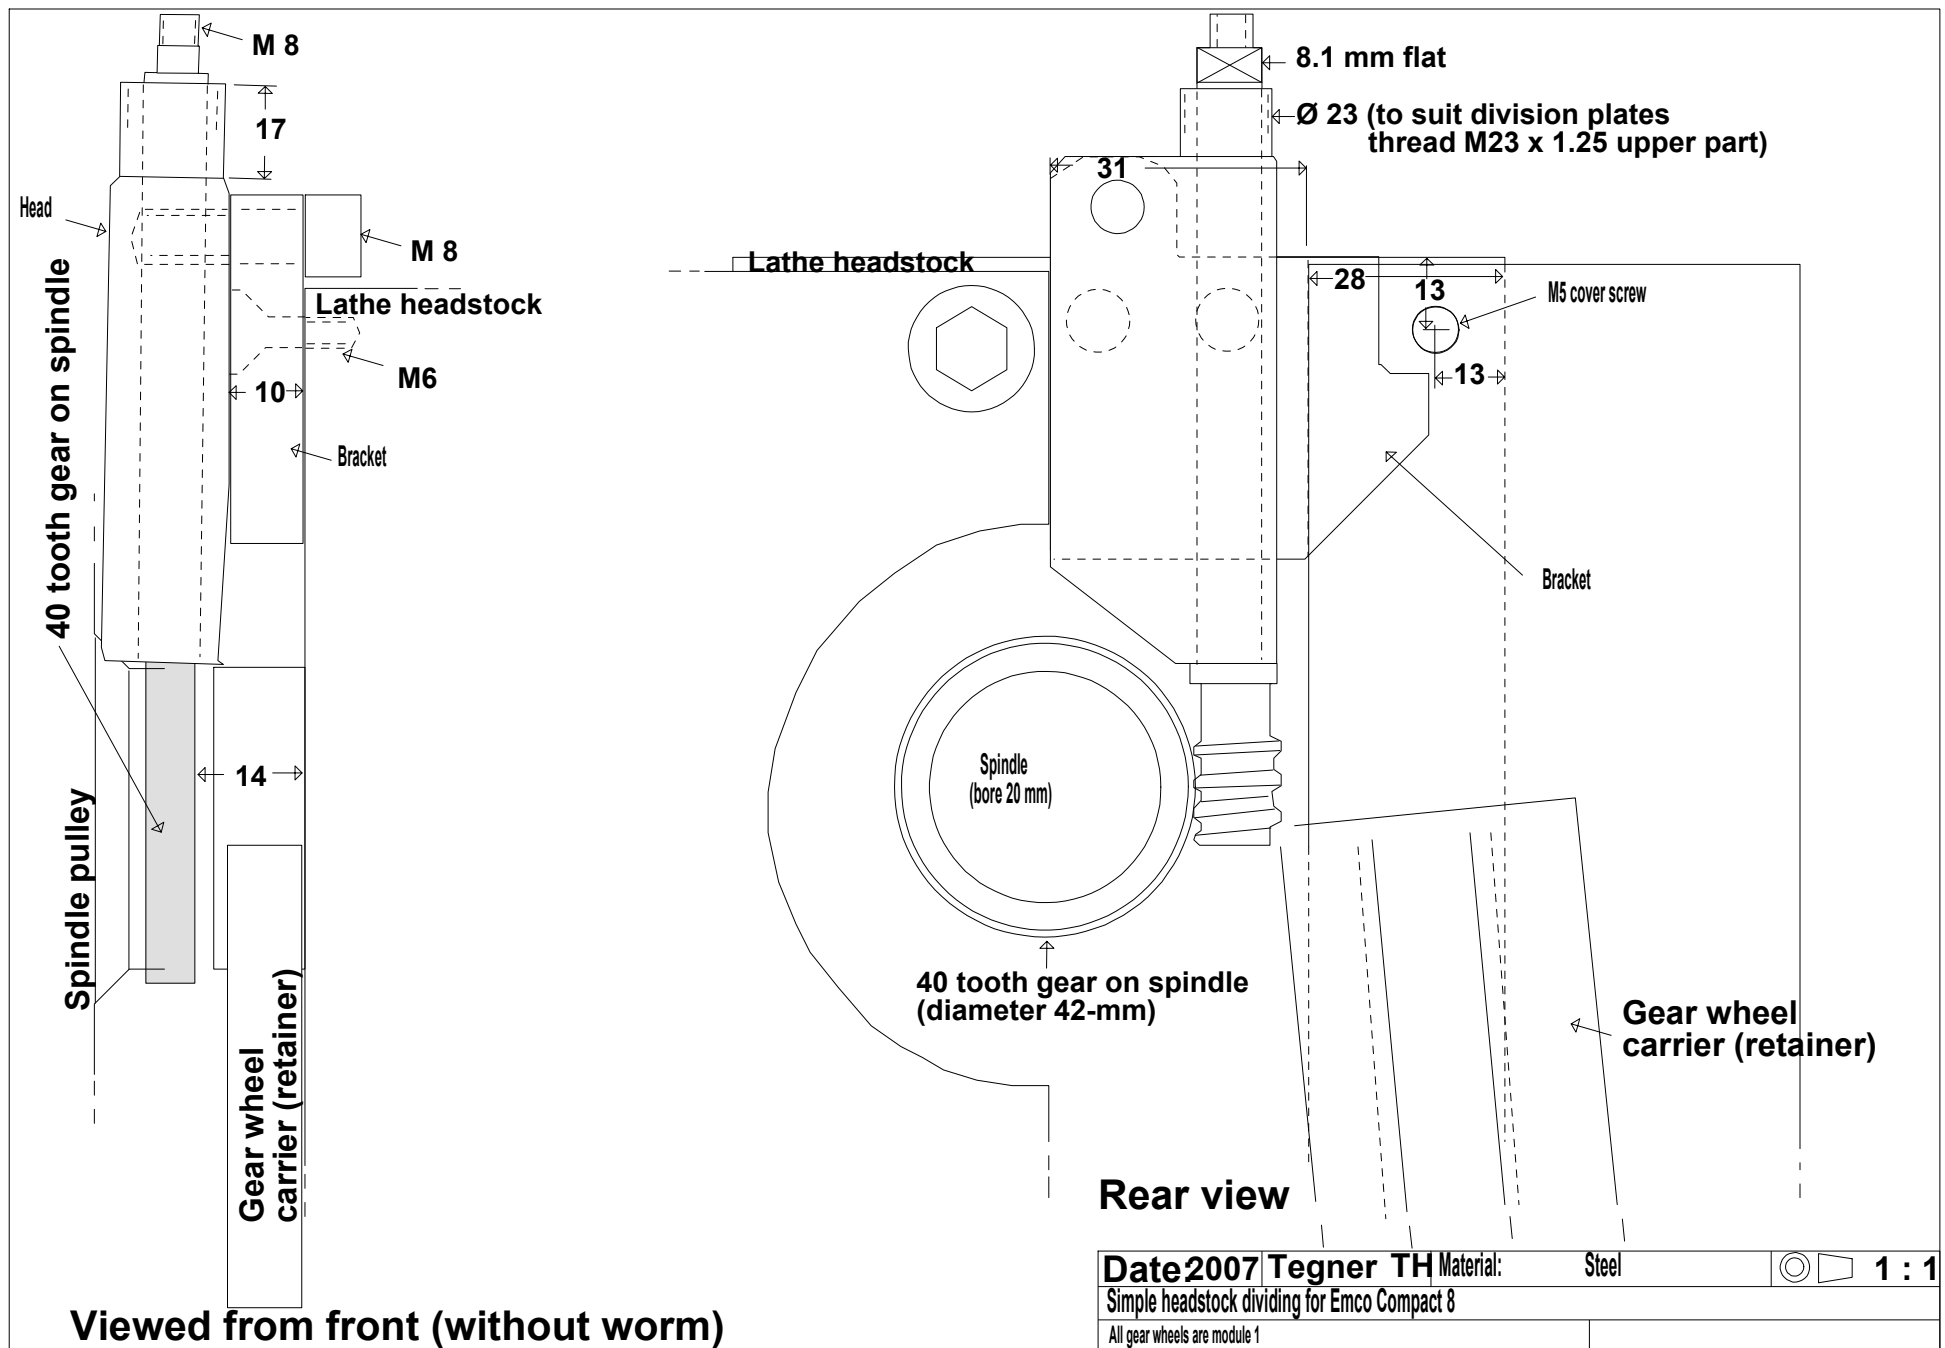 M 8
17
Head
M 8
Lathe headstock
M6
10
Bracket
40 tooth gear on spindle
14
Spindle pulley
Gear wheel
carrier (retainer)
Viewed from front (without worm)
8.1 mm flat
Ø 23 (to suit division plates
thread M23 x 1.25 upper part)
31
Lathe headstock
28
13
M5 cover screw
13
Bracket
Spindle
(bore 20 mm)
40 tooth gear on spindle
(diameter 42-mm)
Gear wheel
carrier (retainer)
Rear view
Date:2007 Tegner TH Material: Steel 1 : 1
Simple headstock dividing for Emco Compact 8
All gear wheels are module 1